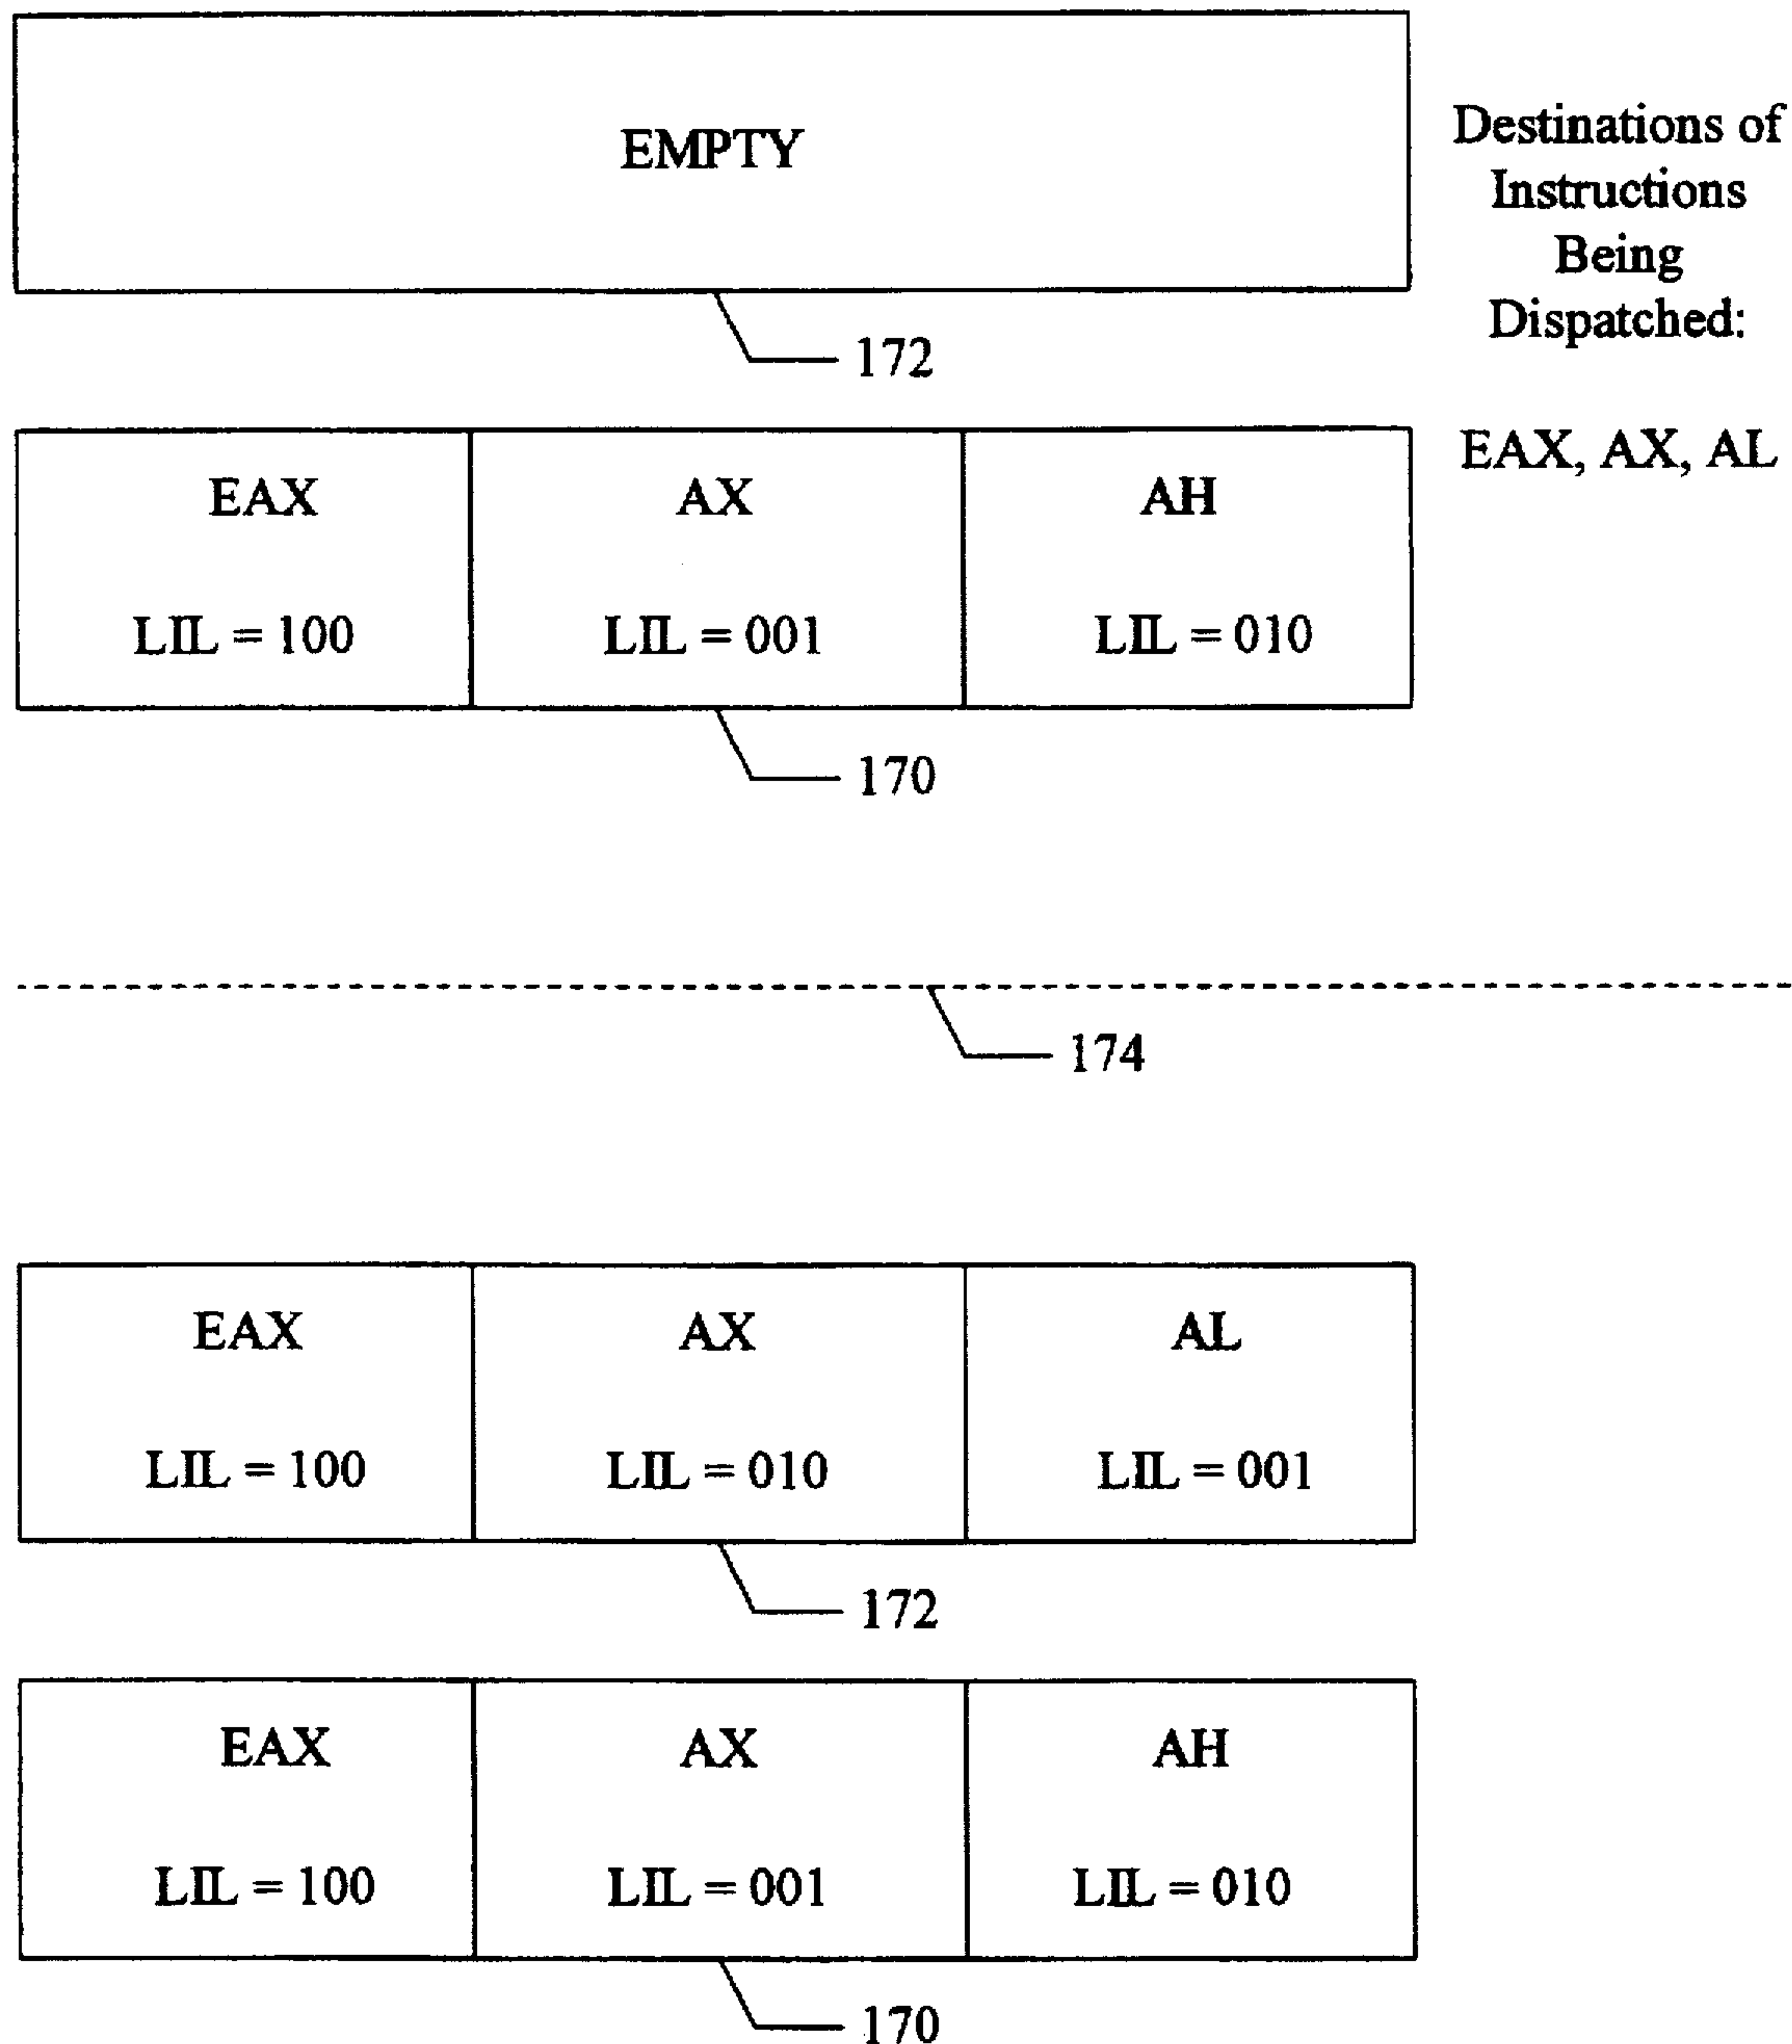 EMPTY
Destinations of
Instructions
Being
Dispatched:
172
EAX, AX, AL
EAX AX AH
LIL = 100 LIL = 001 LIL = 010
170
174
EAX AX AL
LIL = 100 LIL = 010 LIL = 001
172
EAX AX AH
LIL = 100 LIL = 001 LIL = 010
170